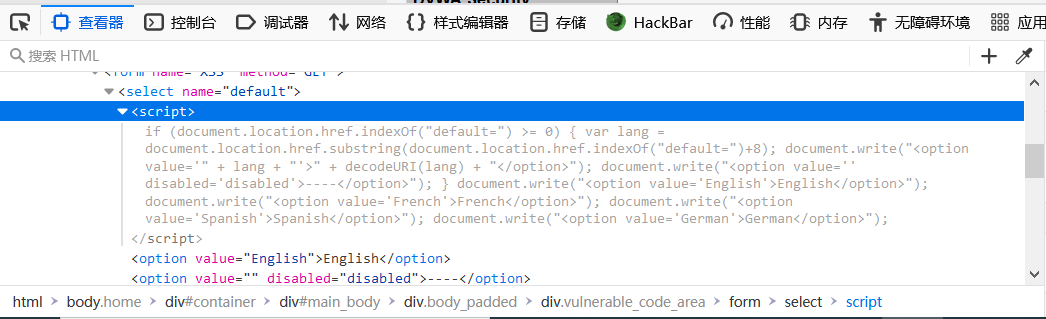 DVWA Security
查看器 控制台 调试器 网络 样式编辑器 存储 HackBar 性能 内存 无障碍环境 应用
搜索 HTML
<form name="XSS" method="GET">
<select name="default">
<script>
if (document.location.href.indexOf("default=") >= 0) { var lang =
document.location.href.substring(document.location.href.indexOf("default=")+8); document.write("<option
value='" + lang + "'>" + decodeURI(lang) + "</option>"); document.write("<option value=''
disabled='disabled'>----</option>"); } document.write("<option value='English'>English</option>");
document.write("<option value='French'>French</option>"); document.write("<option
value='Spanish'>Spanish</option>"); document.write("<option value='German'>German</option>");
</script>
<option value="English">English</option>
<option value="" disabled="disabled">----</option>
html > body.home > div#container > div#main_body > div.body_padded > div.vulnerable_code_area > form > select > script